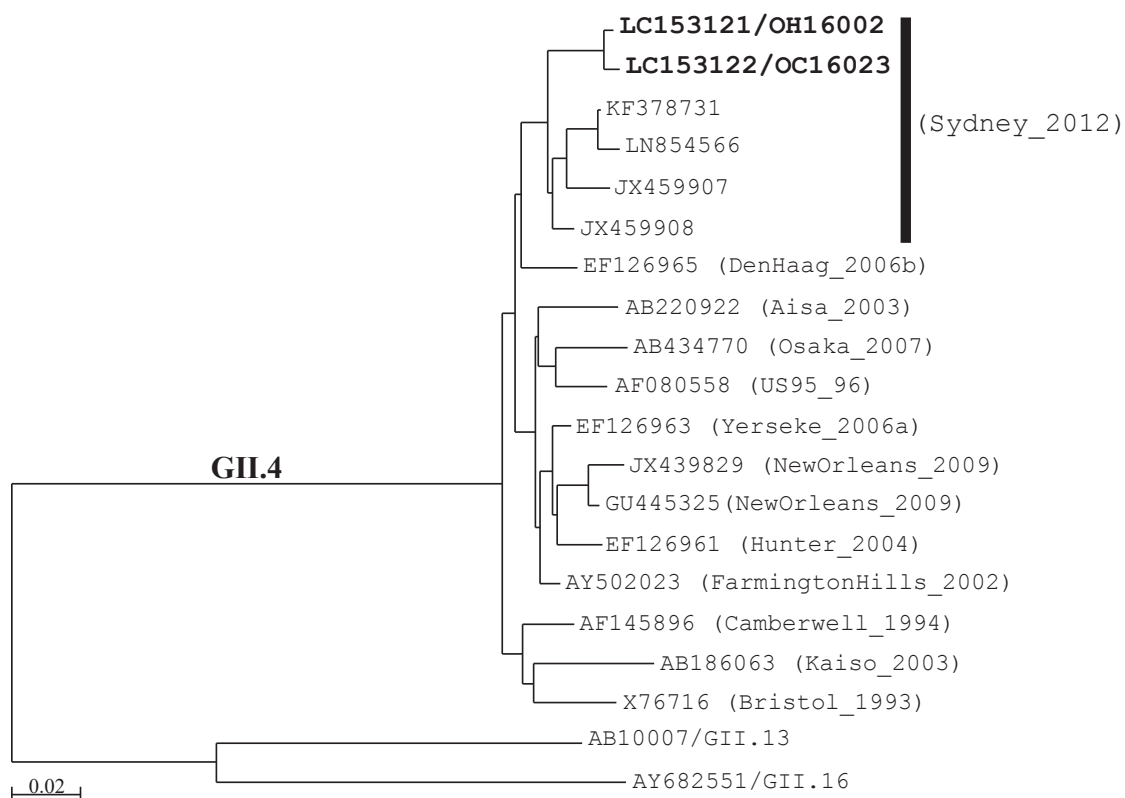 LC153121/OH16002
LC153122/OC16023
KF378731
(Sydney_2012)
LN854566
JX459907
JX459908
EF126965 (DenHaag_2006b)
AB220922 (Aisa_2003)
AB434770 (Osaka_2007)
AF080558 (US95_96)
EF126963 (Yerseke_2006a)
GII.4
JX439829 (NewOrleans_2009)
GU445325(NewOrleans_2009)
EF126961 (Hunter_2004)
AY502023 (FarmingtonHills_2002)
AF145896 (Camberwell_1994)
AB186063 (Kaiso_2003)
X76716 (Bristol_1993)
AB10007/GII.13
AY682551/GII.16
0.02